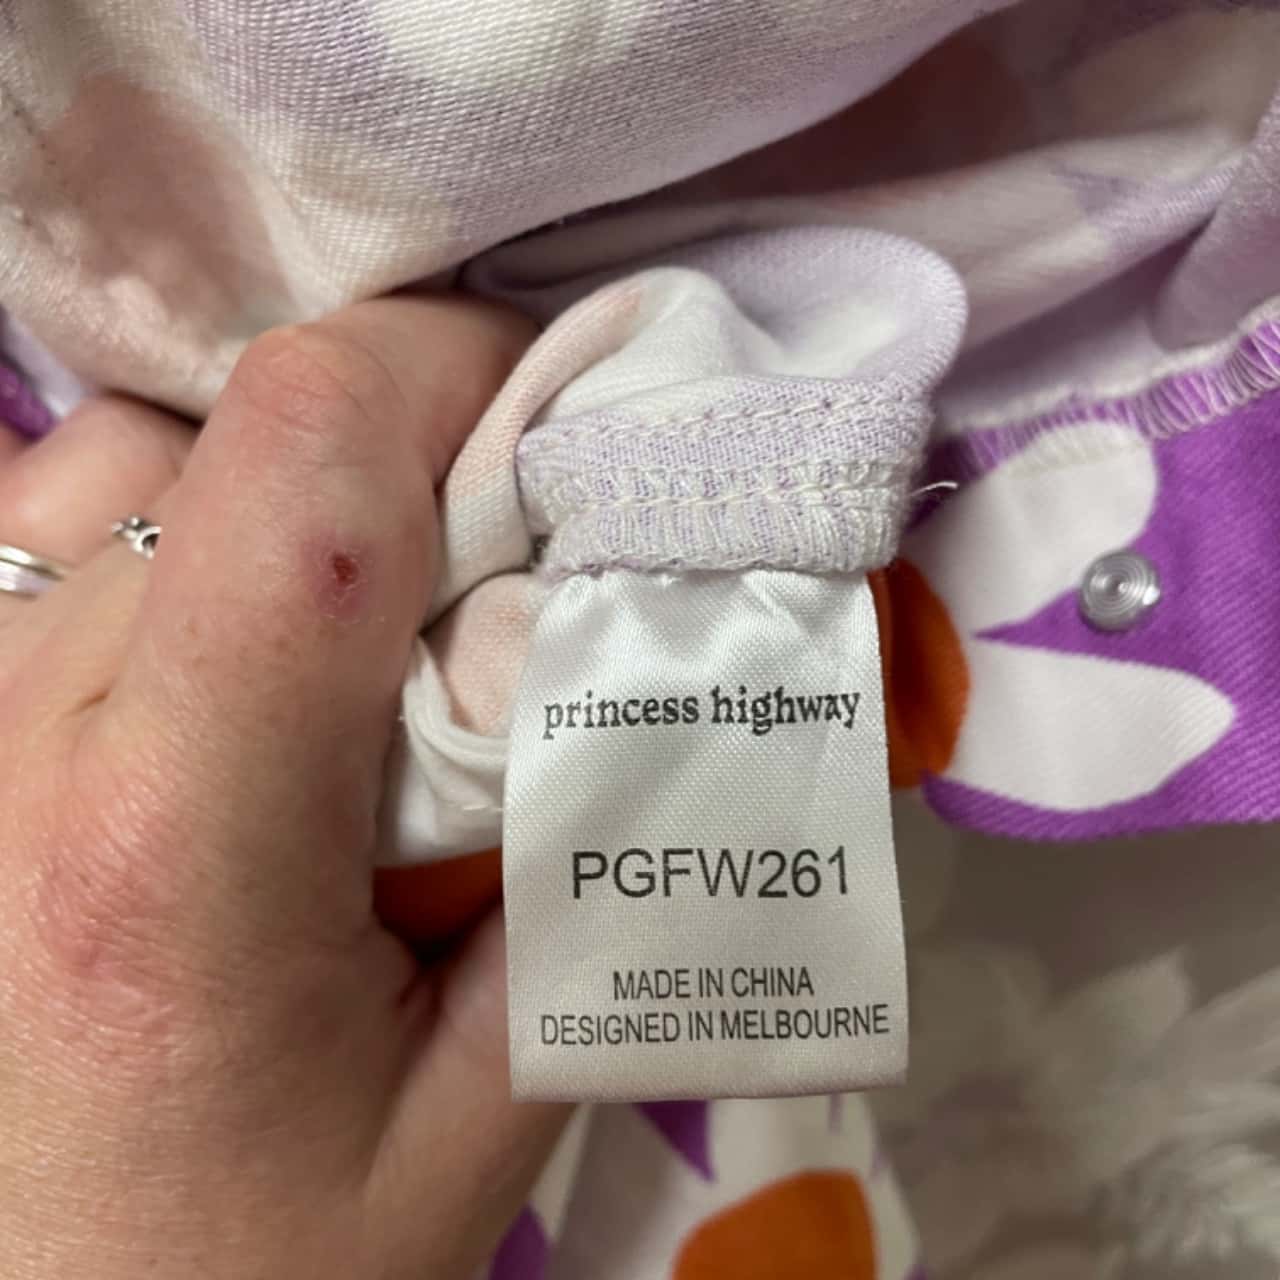 princess highway
PGFW261
MADE IN CHINA
DESIGNED IN MELBOURNE